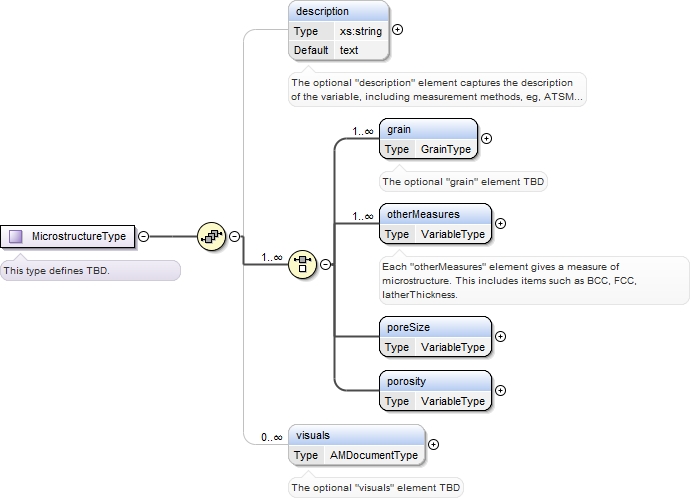 description
Type xs:string
Default text
The optional "description" element captures the description
of the variable, including measurement methods, eg, ATSM...
1..∞
grain
Type GrainType
The optional "grain" element TBD
1..∞
otherMeasures
Type VariableType
MicrostructureType
This type defines TBD.
1..∞
Each "otherMeasures" element gives a measure of
microstructure. This includes items such as BCC, FCC,
latherThickness.
poreSize
Type VariableType
porosity
Type VariableType
0..∞
visuals
Type AMDocumentType
The optional "visuals" element TBD